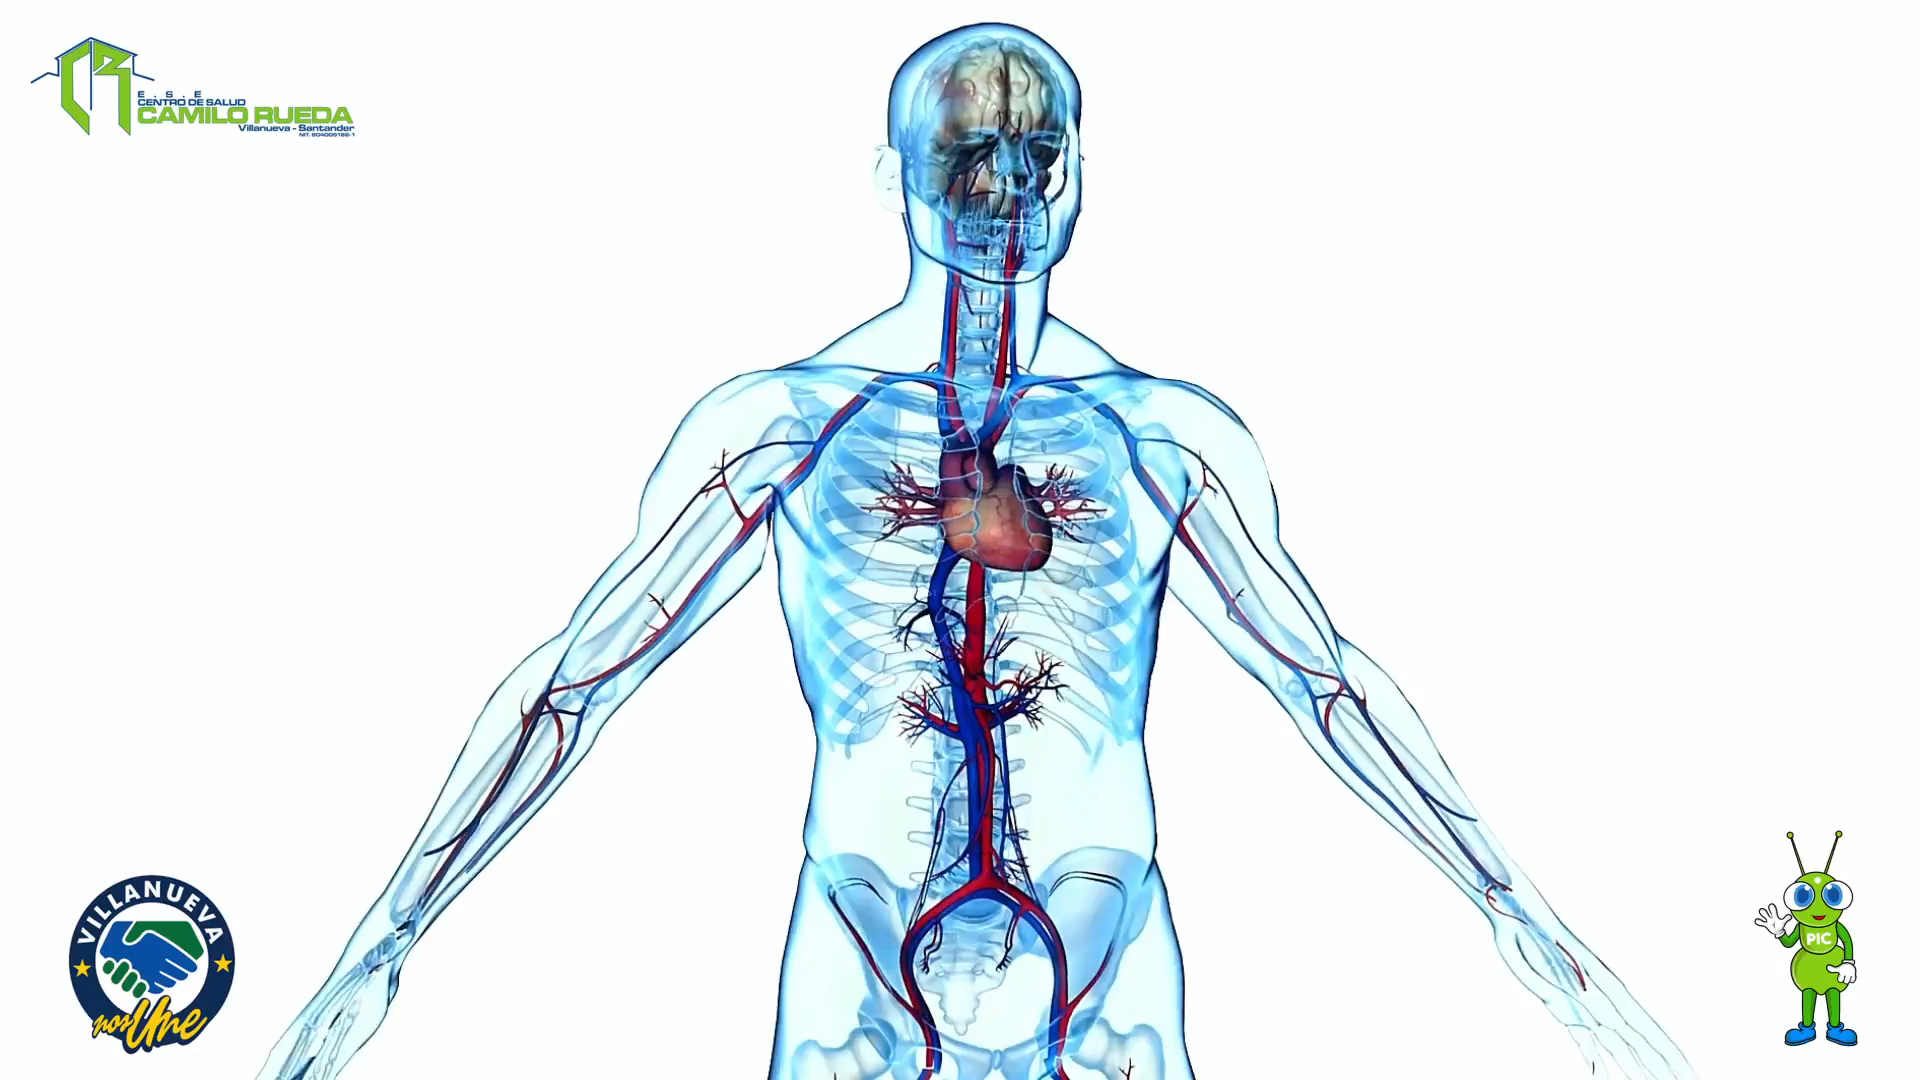 E . S . E
CENTRO DE SALUD
CAMILO RUEDA
Villanueva - Santander
VILLANUEVA
nos Une
PIC